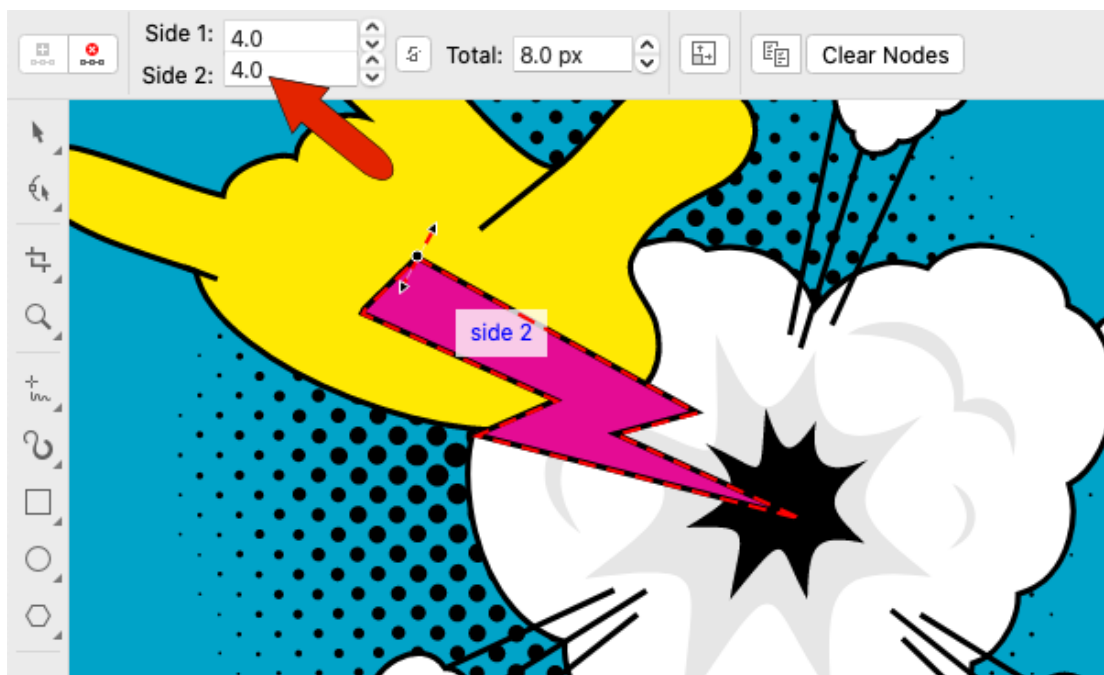 Side 1: 4.0
Side 2: 4.0
Total: 8.0 px
Clear Nodes
side 2